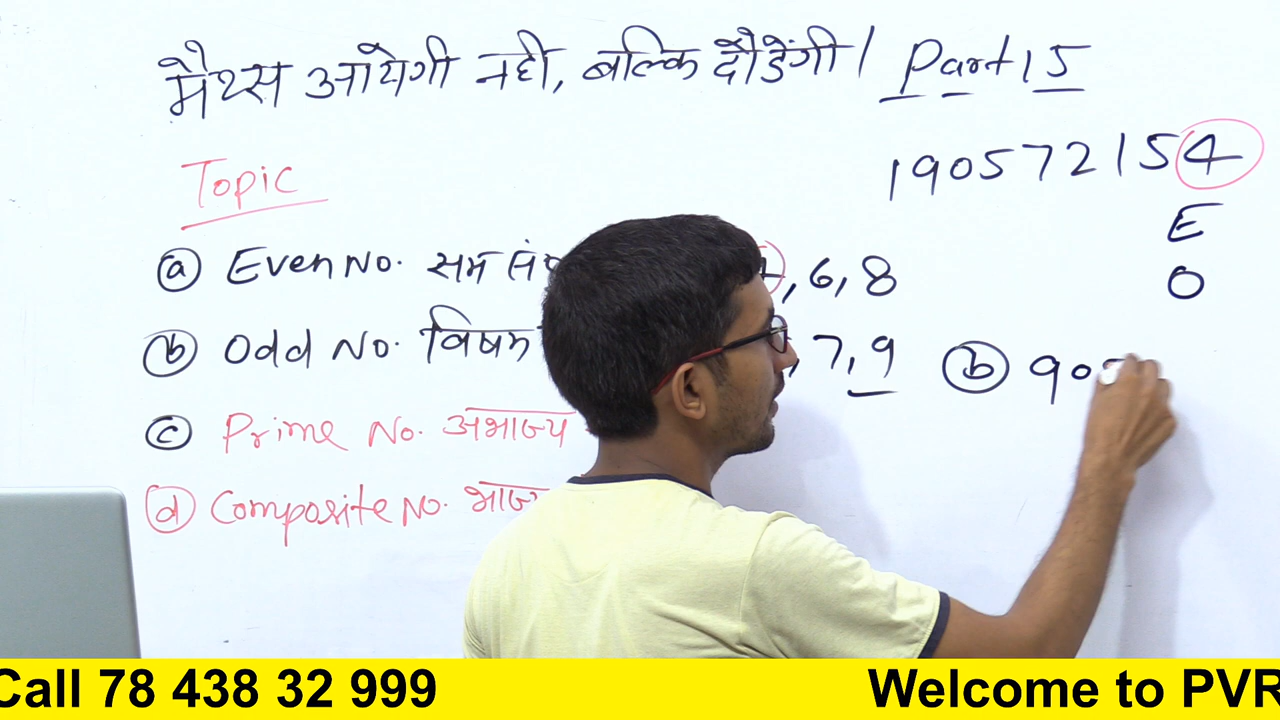 मैथ्स आयेगी नही, बल्कि दौडेंगी। Part 15
190572154
Topic
E
(a) Even No. सम , 6, 8
O
(b) Odd No. विषम , 7, 9
(b) 90
(c) Prime No. अभाज्य
(d) Composite No.
Call 78 438 32 999
Welcome to PVR